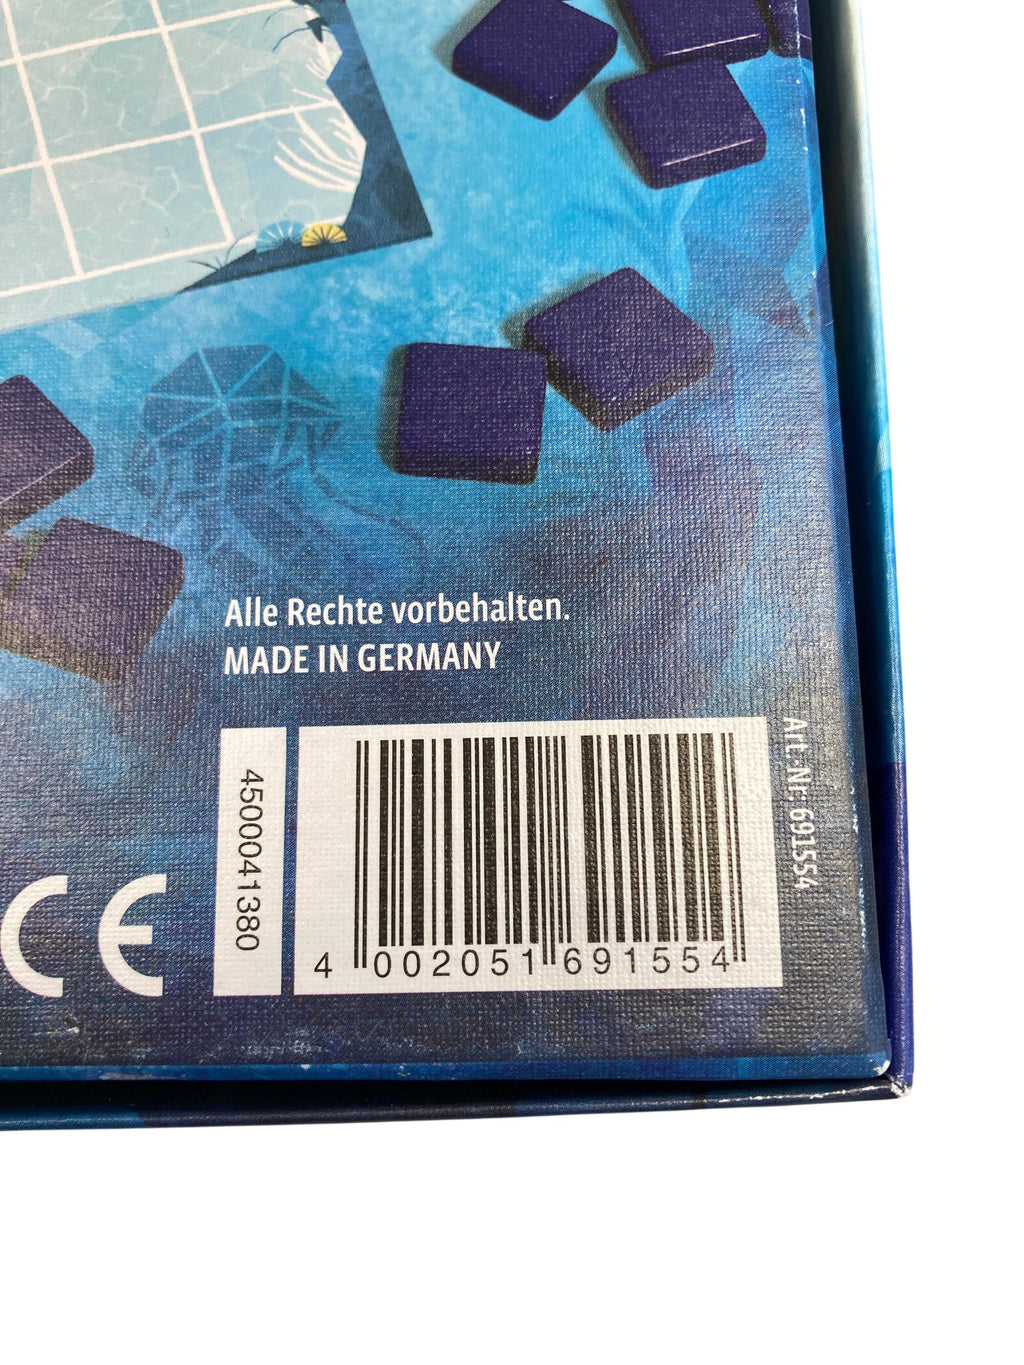 Alle Rechte vorbehalten.
MADE IN GERMANY
4500041380
4 002051 691554
Art.-Nr. 691554
CE